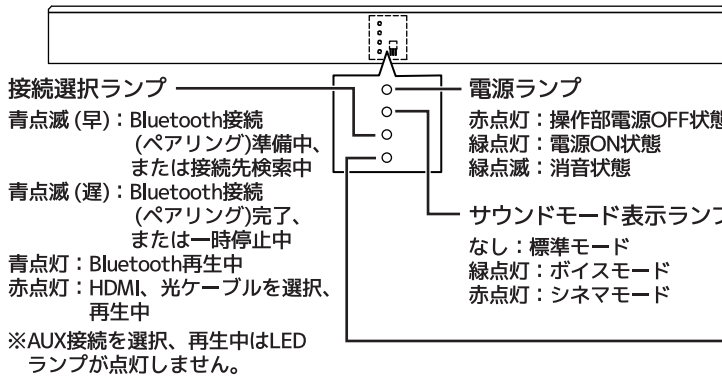 接続選択ランプ
青点滅 (早)：Bluetooth接続
(ペアリング)準備中、
または接続先検索中
青点滅 (遅)：Bluetooth接続
(ペアリング)完了、
または一時停止中
青点灯：Bluetooth再生中
赤点灯：HDMI、光ケーブルを選択、
再生中
※AUX接続を選択、再生中はLED
ランプが点灯しません。
電源ランプ
赤点灯：操作部電源OFF状態
緑点灯：電源ON状態
緑点滅：消音状態
サウンドモード表示ランプ
なし：標準モード
緑点灯：ボイスモード
赤点灯：シネマモード